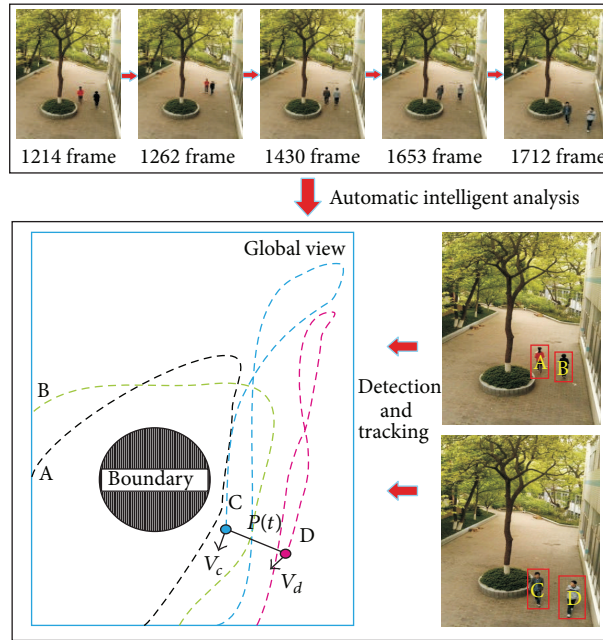 1214 frame
1262 frame
1430 frame
1653 frame
1712 frame
Automatic intelligent analysis
Global view
B
A
Boundary
C
P(t)
D
V_c
V_d
Detection
and
tracking
A
B
C
D